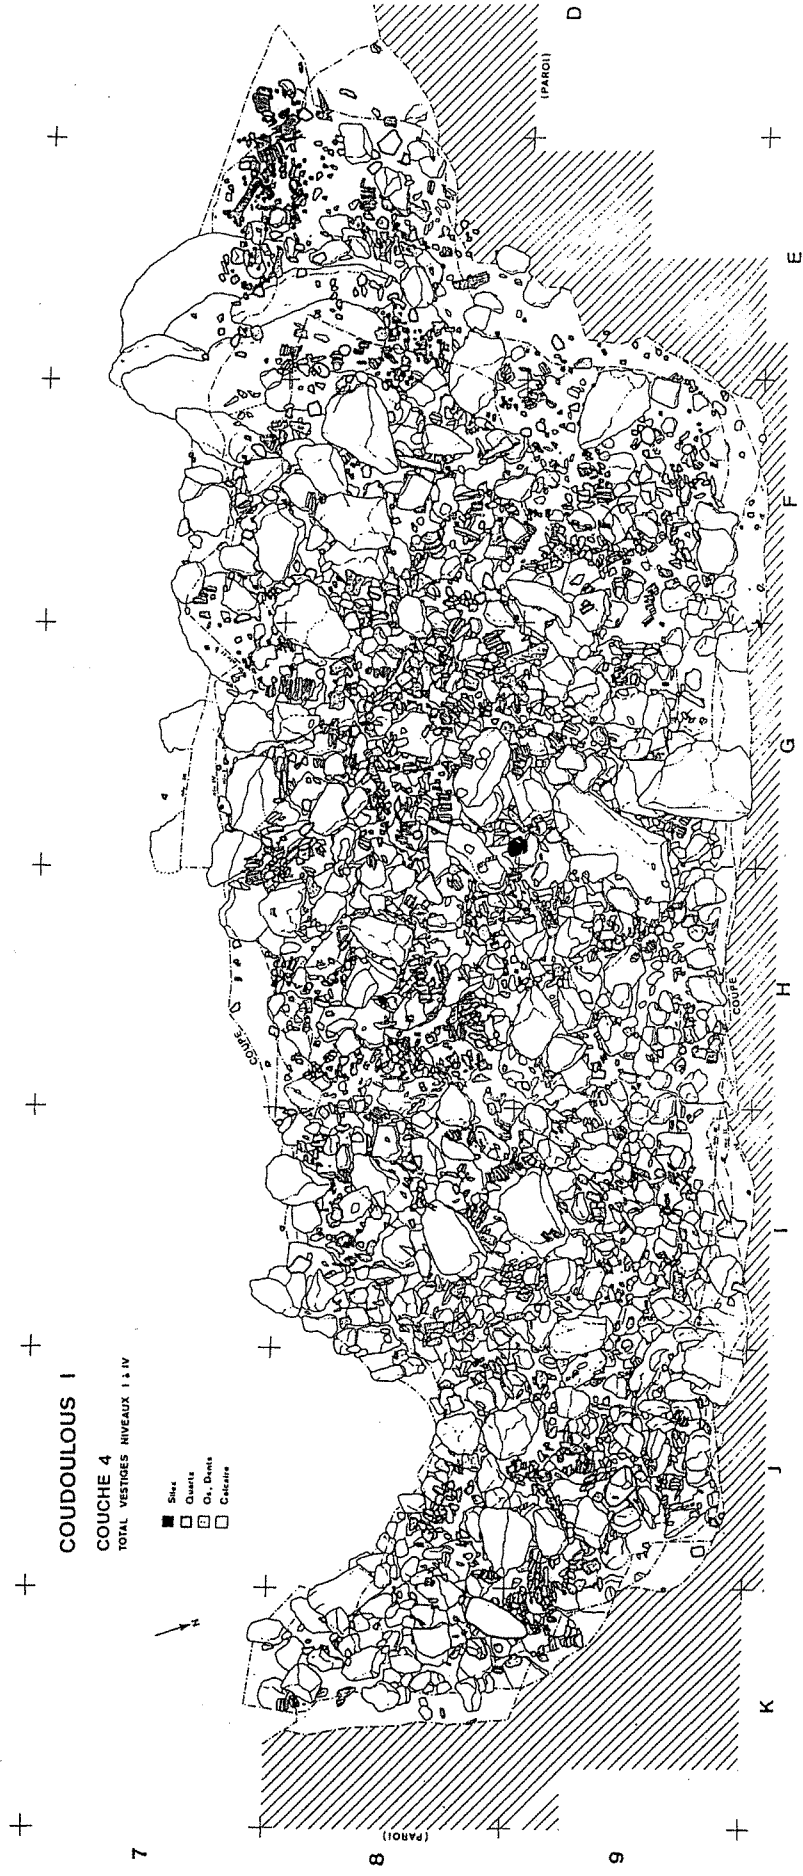 COUDOULOUS I
COUCHE 4
TOTAL VESTIGES NIVEAUX I à IV
Silex
Quartz
Os, Dents
Calcaire
N
7
8
9
(PAROI)
K
J
I
H
G
F
E
D
(PAROI)
COUPE
COUPE